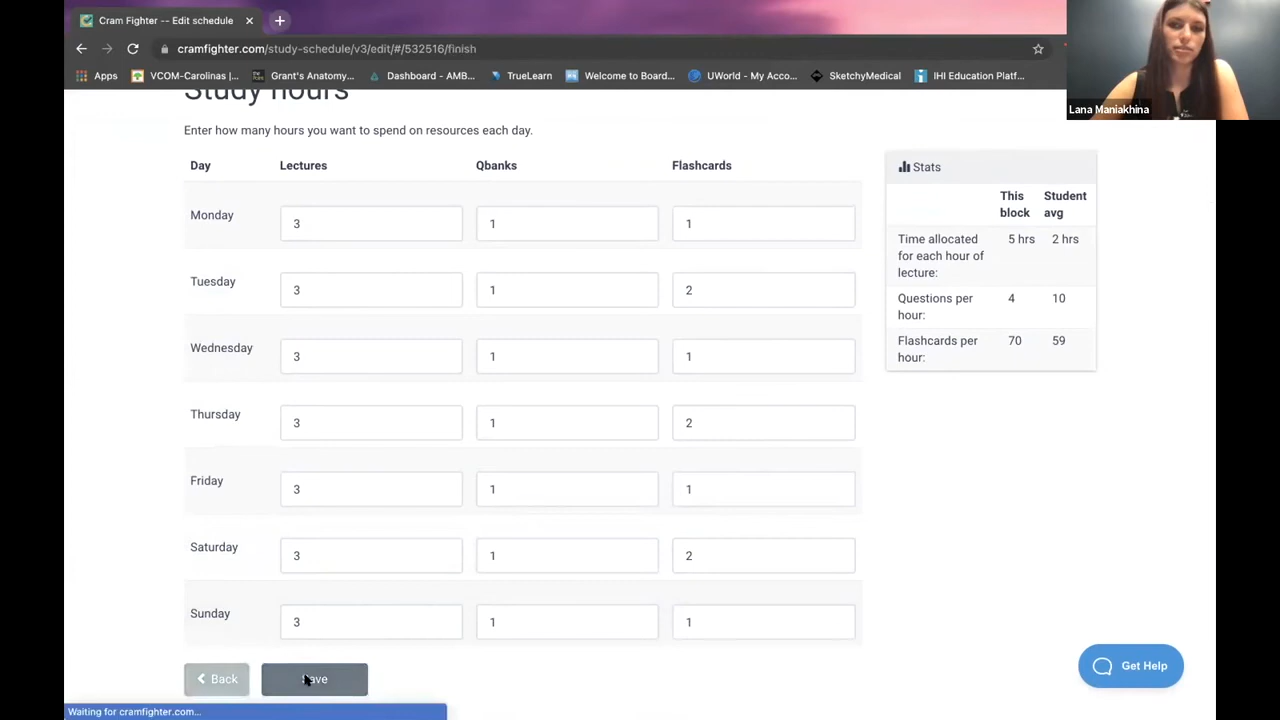 Cram Fighter -- Edit schedule
cramfighter.com/study-schedule/v3/edit/#/532516/finish
Apps VCOM-Carolinas |... Grant's Anatomy... Dashboard - AMB... TrueLearn Welcome to Board... UWorld - My Acco... SketchyMedical IHI Education Platf...
Lana Maniakhina
Study hours
Enter how many hours you want to spend on resources each day.
Day Lectures Qbanks Flashcards
Monday 3 1 1
Tuesday 3 1 2
Wednesday 3 1 1
Thursday 3 1 2
Friday 3 1 1
Saturday 3 1 2
Sunday 3 1 1
Stats
This block Student avg
Time allocated for each hour of lecture: 5 hrs 2 hrs
Questions per hour: 4 10
Flashcards per hour: 70 59
Back Save
Get Help
Waiting for cramfighter.com...